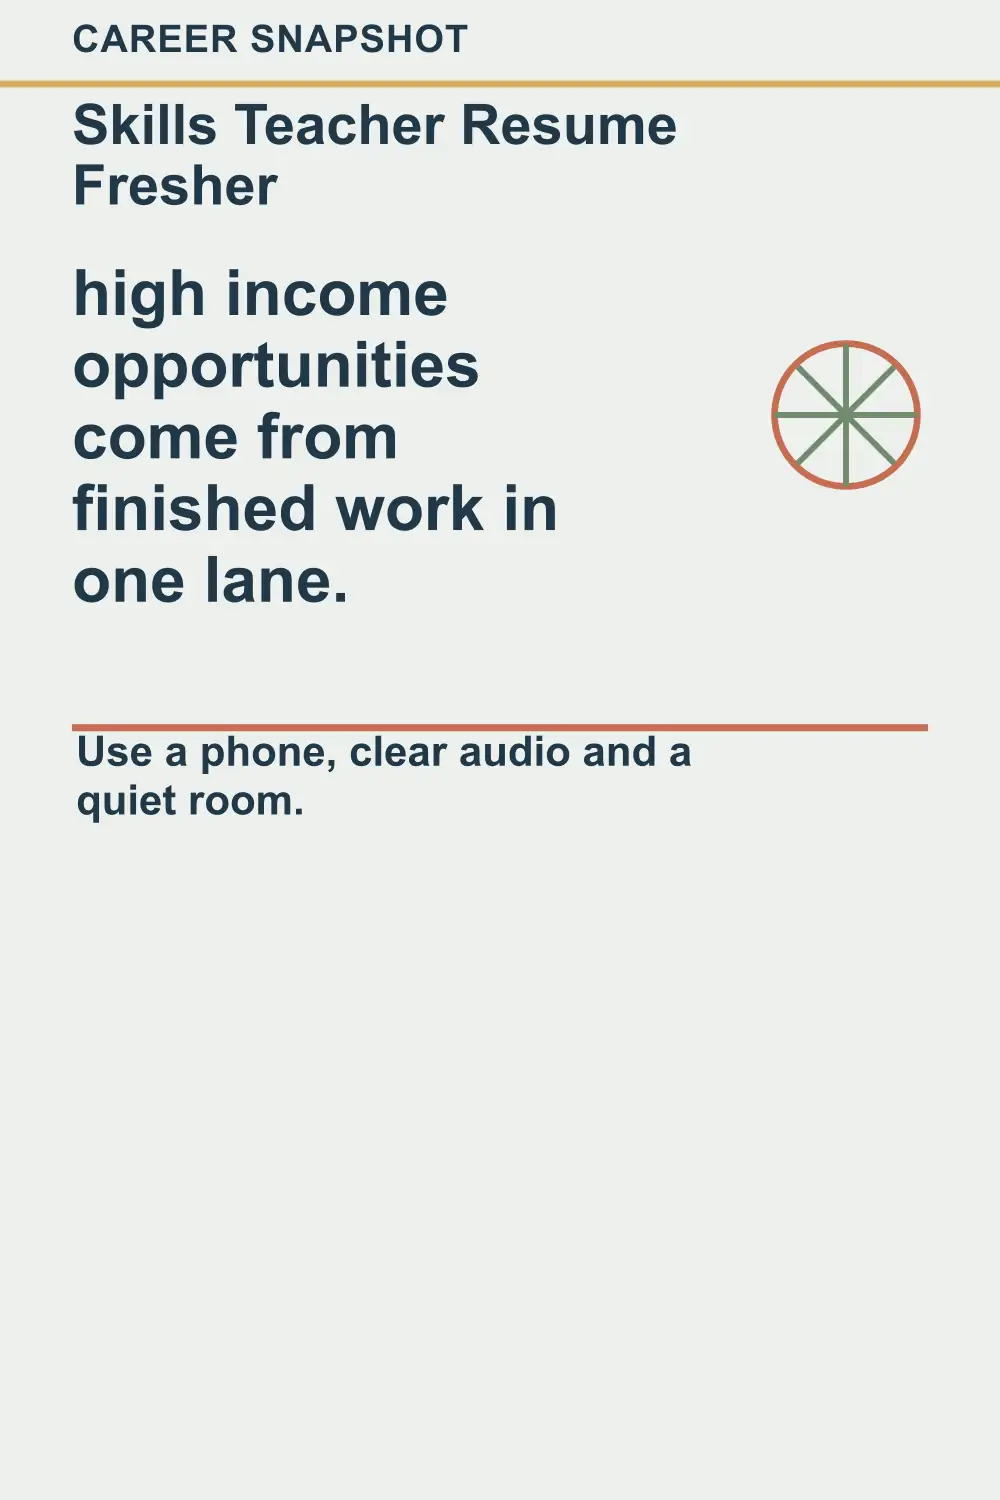 CAREER SNAPSHOT
Skills Teacher Resume
Fresher
high income
opportunities
come from
finished work in
one lane.
Use a phone, clear audio and a
quiet room.